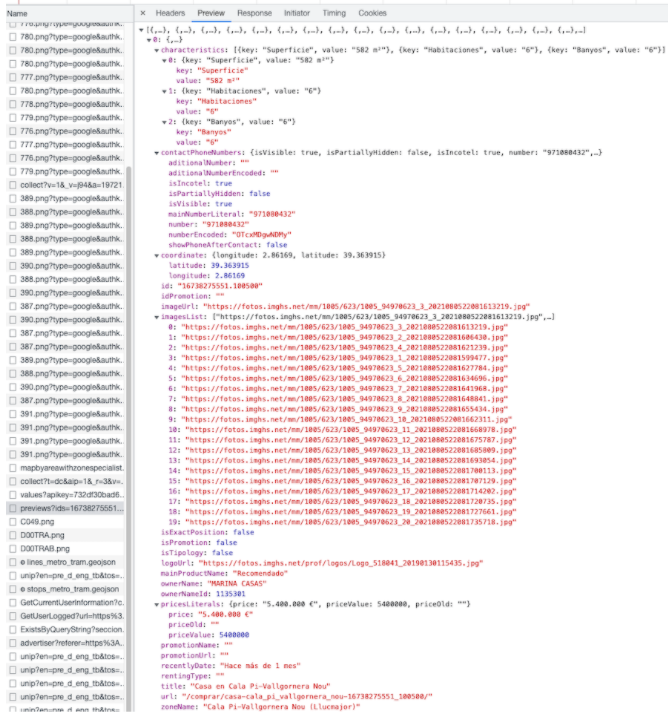 Name
× Headers Preview Response Initiator Timing Cookies
776.png?type=google&authk..
780.png?type=google&authk..
780.png?type=google&authk..
780.png?type=google&authk..
777.png?type=google&authk..
780.png?type=google&authk..
778.png?type=google&authk..
779.png?type=google&authk..
776.png?type=google&authk..
777.png?type=google&authk..
776.png?type=google&authk..
779.png?type=google&authk..
collect?v=1&_v=j94&a=19721
389.png?type=google&authk..
388.png?type=google&authk..
389.png?type=google&authk..
388.png?type=google&authk..
389.png?type=google&authk..
390.png?type=google&authk..
388.png?type=google&authk..
390.png?type=google&authk..
387.png?type=google&authk..
390.png?type=google&authk..
387.png?type=google&authk..
387.png?type=google&authk..
389.png?type=google&authk..
388.png?type=google&authk..
390.png?type=google&authk..
387.png?type=google&authk..
391.png?type=google&authk..
391.png?type=google&authk..
391.png?type=google&authk..
391.png?type=google&authk..
mapbyareawithzonespecialist.
collect?t=dc&aip=1&_r=3&v=..
values?apikey=732df30bad6...
previews?ids=16738275551...
C049.png
D00TRA.png
D00TRAB.png
lines_metro_tram.geojson
unip?en=pre_d_eng_tb&tos=..
stops_metro_tram.geojson
GetCurrentUserInformation?c.
GetUserLogged?url=https%3.
ExistsByQueryString?seccion.
advertiser?referer=https%3A..
unip?en=pre_d_eng_tb&tos=..
unip?en=pre_d_eng_tb&tos=..
unip?en=pre_d_eng_tb&tos=..
unip?en=pre_d_eng_tb&tos=..
▼[{,…}, {,…}, {,…}, {,…}, {,…}, {,…}, {,…}, {,…}, {,…}, {,…}, {,…}, {,…}, {,…}, {,…}, {,…},…]
▼0: {,…}
▼characteristics: [{key: "Superficie", value: "582 m²"}, {key: "Habitaciones", value: "6"}, {key: "Banyos", value: "6"}]
▼0: {key: "Superficie", value: "582 m²"}
key: "Superficie"
value: "582 m²"
▼1: {key: "Habitaciones", value: "6"}
key: "Habitaciones"
value: "6"
▼2: {key: "Banyos", value: "6"}
key: "Banyos"
value: "6"
▼contactPhoneNumbers: {isVisible: true, isPartiallyHidden: false, isIncotel: true, number: "971080432",…}
aditionalNumber: ""
aditionalNumberEncoded: ""
isIncotel: true
isPartiallyHidden: false
isVisible: true
mainNumberLiteral: "971080432"
number: "971080432"
numberEncoded: "OTcxMDgwNDMy"
showPhoneAfterContact: false
▼coordinate: {longitude: 2.86169, latitude: 39.363915}
latitude: 39.363915
longitude: 2.86169
id: "16738275551.100500"
idPromotion: ""
imageUrl: "https://fotos.imghs.net/mm/1005/623/1005_94970623_3_2021080522081613219.jpg"
▼imagesList: ["https://fotos.imghs.net/mm/1005/623/1005_94970623_3_2021080522081613219.jpg",…]
0: "https://fotos.imghs.net/mm/1005/623/1005_94970623_3_2021080522081613219.jpg"
1: "https://fotos.imghs.net/mm/1005/623/1005_94970623_2_2021080522081606430.jpg"
2: "https://fotos.imghs.net/mm/1005/623/1005_94970623_4_2021080522081621239.jpg"
3: "https://fotos.imghs.net/mm/1005/623/1005_94970623_1_2021080522081599477.jpg"
4: "https://fotos.imghs.net/mm/1005/623/1005_94970623_5_2021080522081627784.jpg"
5: "https://fotos.imghs.net/mm/1005/623/1005_94970623_6_2021080522081634696.jpg"
6: "https://fotos.imghs.net/mm/1005/623/1005_94970623_7_2021080522081641968.jpg"
7: "https://fotos.imghs.net/mm/1005/623/1005_94970623_8_2021080522081648841.jpg"
8: "https://fotos.imghs.net/mm/1005/623/1005_94970623_9_2021080522081655434.jpg"
9: "https://fotos.imghs.net/mm/1005/623/1005_94970623_10_2021080522081662311.jpg"
10: "https://fotos.imghs.net/mm/1005/623/1005_94970623_11_2021080522081668978.jpg"
11: "https://fotos.imghs.net/mm/1005/623/1005_94970623_12_2021080522081675787.jpg"
12: "https://fotos.imghs.net/mm/1005/623/1005_94970623_13_2021080522081685809.jpg"
13: "https://fotos.imghs.net/mm/1005/623/1005_94970623_14_2021080522081693054.jpg"
14: "https://fotos.imghs.net/mm/1005/623/1005_94970623_15_2021080522081700113.jpg"
15: "https://fotos.imghs.net/mm/1005/623/1005_94970623_16_2021080522081707129.jpg"
16: "https://fotos.imghs.net/mm/1005/623/1005_94970623_17_2021080522081714202.jpg"
17: "https://fotos.imghs.net/mm/1005/623/1005_94970623_18_2021080522081720735.jpg"
18: "https://fotos.imghs.net/mm/1005/623/1005_94970623_19_2021080522081727661.jpg"
19: "https://fotos.imghs.net/mm/1005/623/1005_94970623_20_2021080522081735718.jpg"
isExactPosition: false
isPromotion: false
isTipology: false
logoUrl: "https://fotos.imghs.net/prof/logos/Logo_518041_20190130115435.jpg"
mainProductName: "Recomendado"
ownerName: "MARINA CASAS"
ownerNameId: 1135301
▼pricesLiterals: {price: "5.400.000 €", priceValue: 5400000, priceOld: ""}
price: "5.400.000 €"
priceOld: ""
priceValue: 5400000
promotionName: ""
promotionUrl: ""
recentlyDate: "Hace más de 1 mes"
rentingType: ""
title: "Casa en Cala Pi-Vallgornera Nou"
url: "/comprar/casa-cala_pi_vallgornera_nou-16738275551_100500/"
zoneName: "Cala Pi-Vallgornera Nou (Llucmajor)"